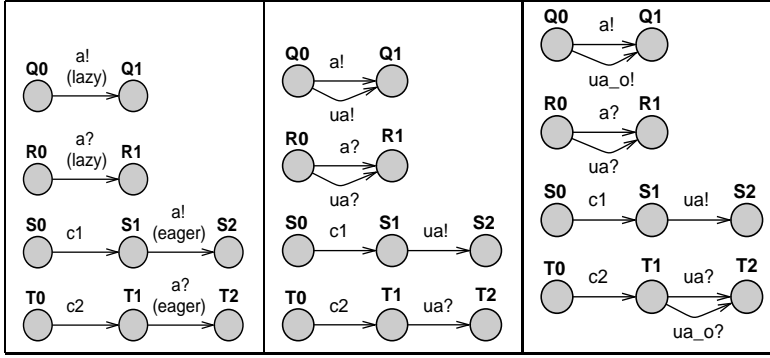 a!
Q0 (lazy) Q1
a?
R0 (lazy) R1
a!
S0 c1 S1 (eager) S2
a?
T0 c2 T1 (eager) T2
Q0 a! Q1
ua!
R0 a? R1
ua?
S0 c1 S1 ua! S2
T0 c2 T1 ua? T2
Q0 a! Q1
ua_o!
R0 a? R1
ua?
S0 c1 S1 ua! S2
T0 c2 T1 ua? T2
ua_o?